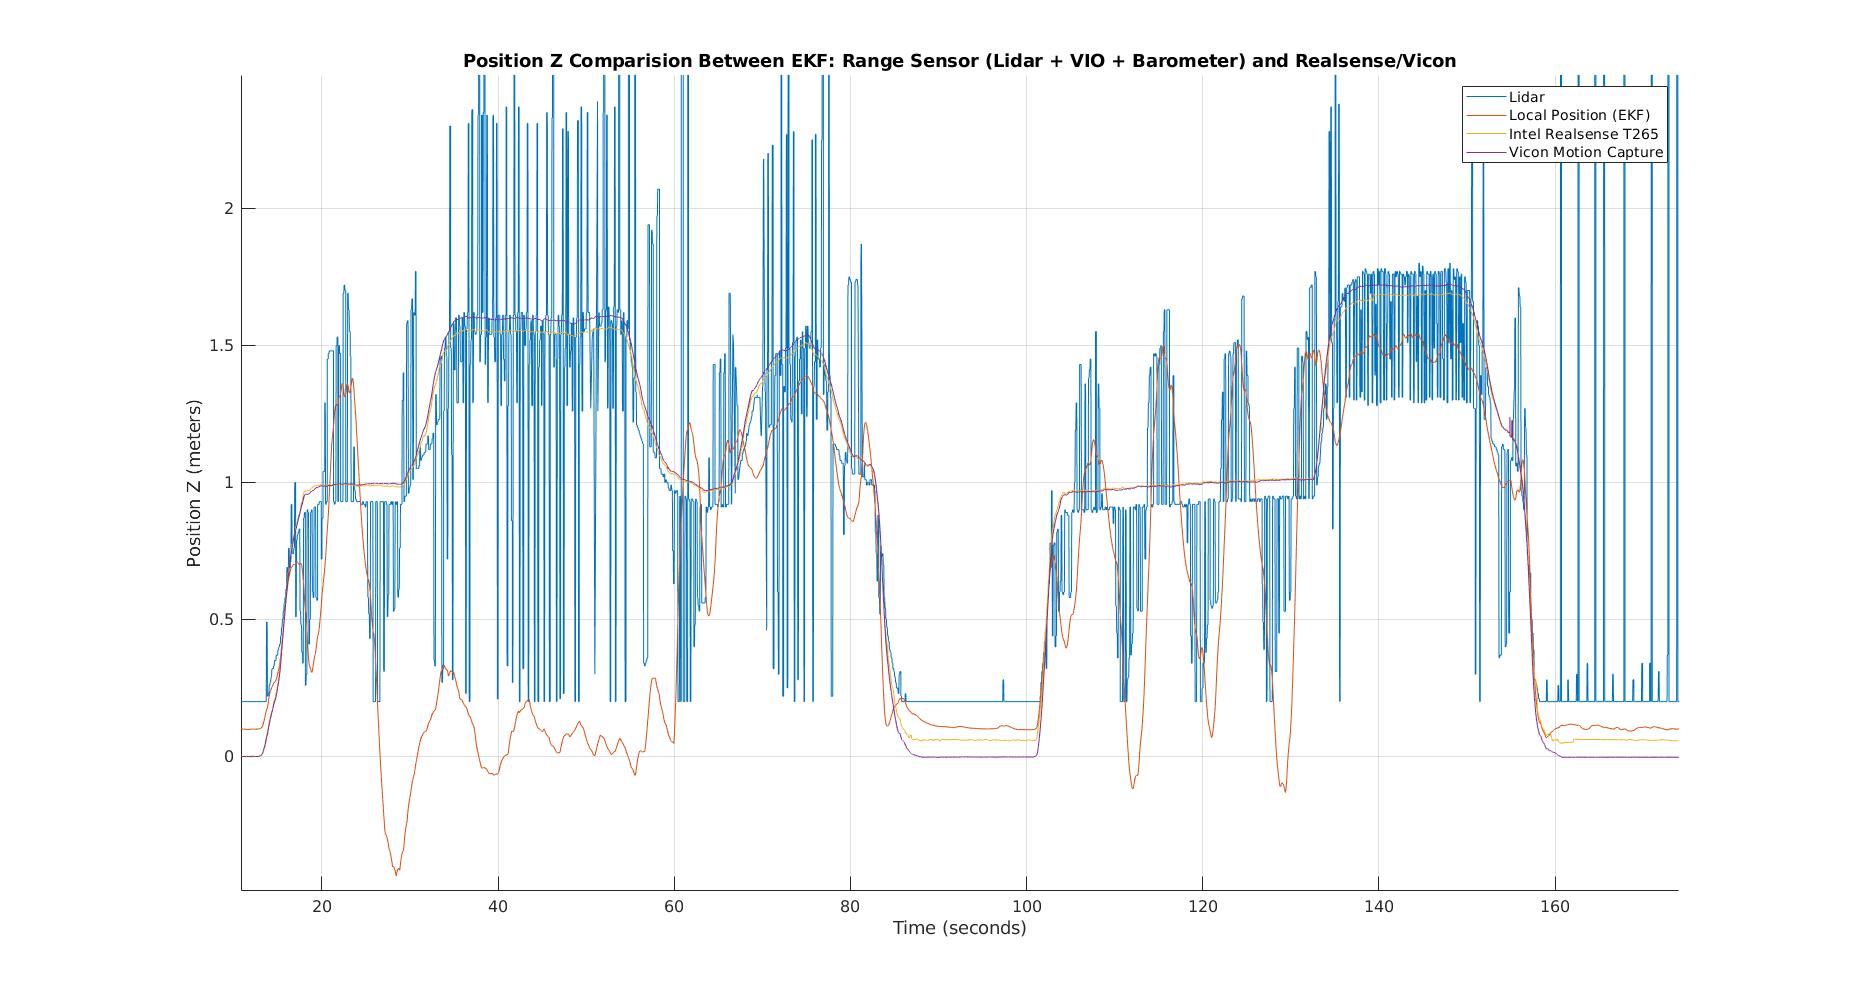 Position Z Comparision Between EKF: Range Sensor (Lidar + VIO + Barometer) and Realsense/Vicon
Lidar
Local Position (EKF)
Intel Realsense T265
Vicon Motion Capture
Position Z (meters)
2
1.5
1
0.5
0
20 40 60 80 100 120 140 160
Time (seconds)